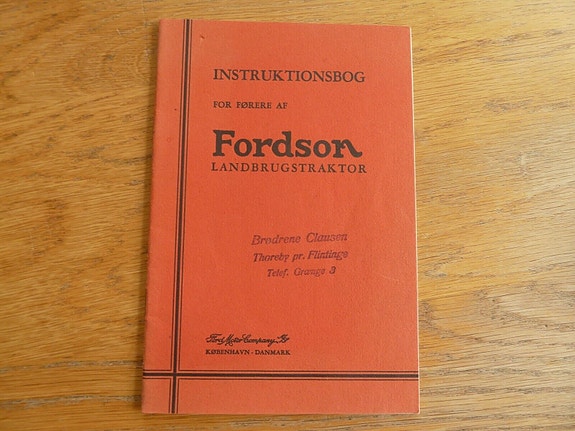 INSTRUKTIONSBOG
FOR FØRERE AF
Fordson
LANDBRUGSTRAKTOR
Brødrene Clausen
Thoreby pr. Flintinge
Telef. Grænge 3
Ford Motor Company A/S
KØBENHAVN - DANMARK